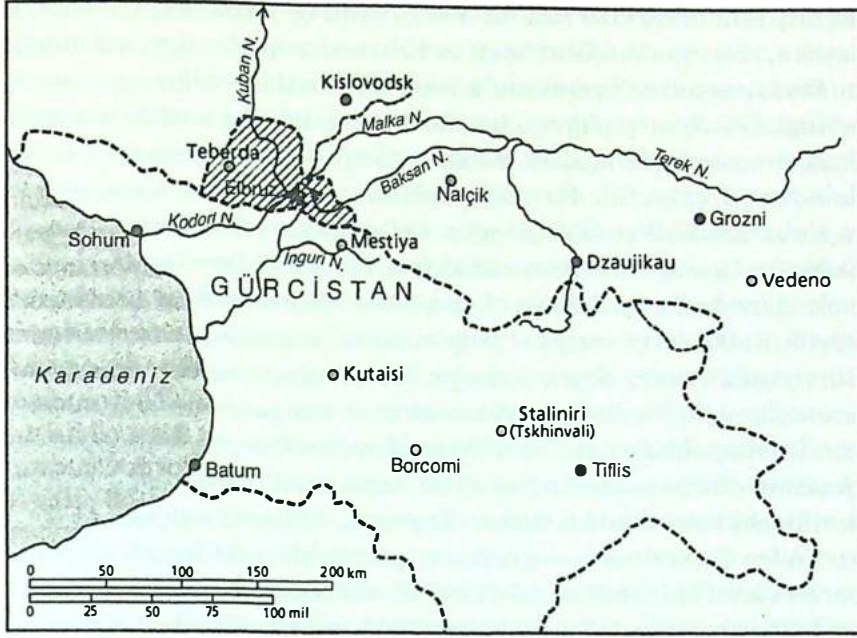 Kuban N.
Kislovodsk
Malka N.
Teberda
Terek N.
Elbruz
Baksan N.
Nalçik
Kodori N.
Grozni
Sohum
Mestiya
Inguri N.
Dzaujikau
Vedeno
GÜRCİSTAN
Karadeniz
Kutaisi
Staliniri
(Tskhinvali)
Borcomi
Tiflis
Batum
0 50 100 150 200 km
0 25 50 75 100 mil